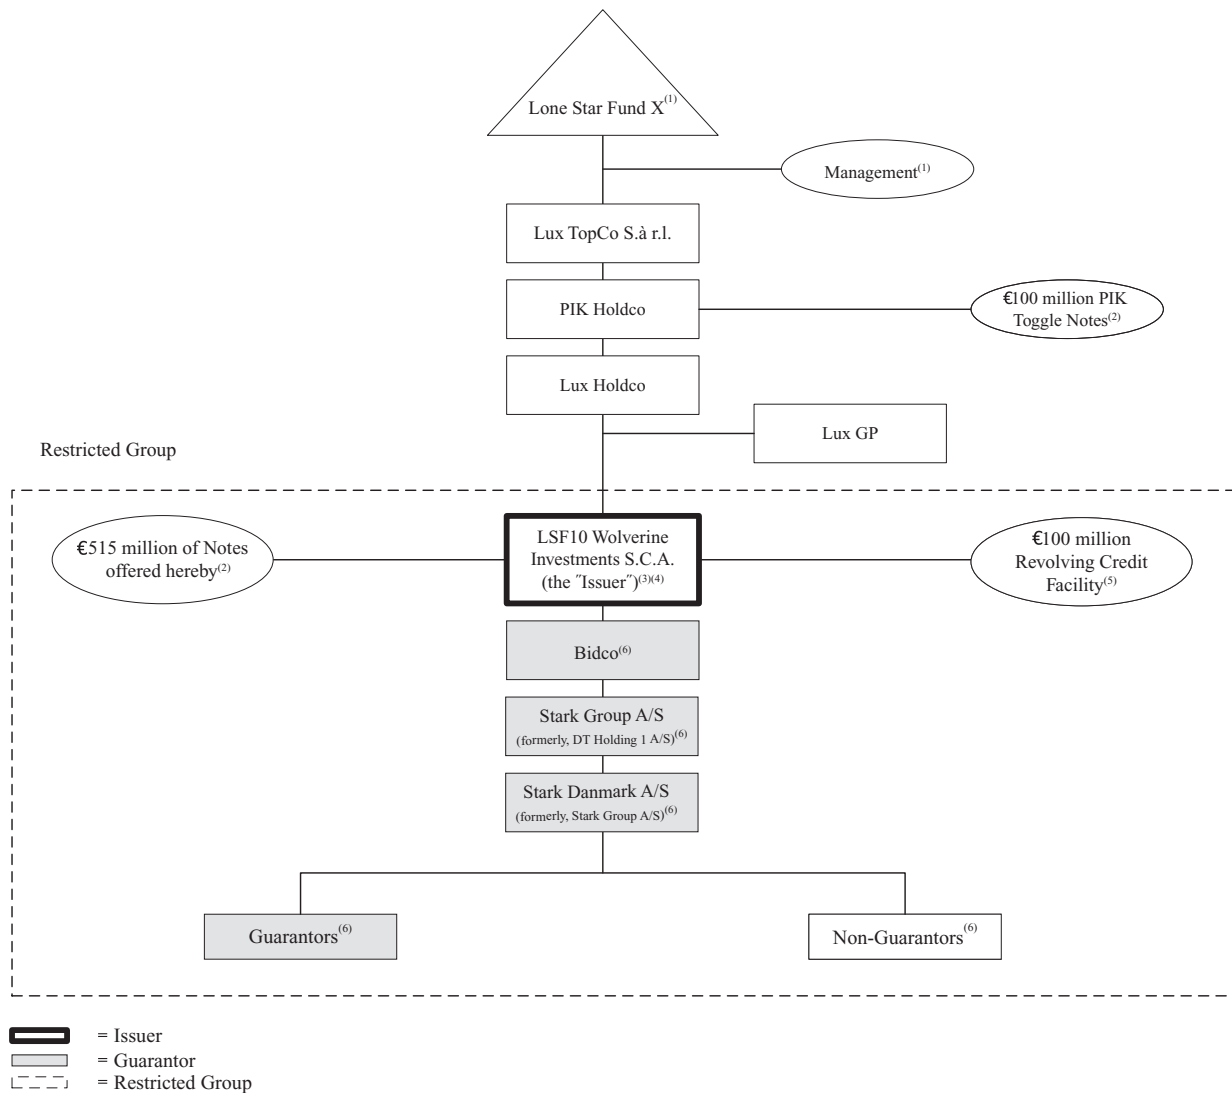 Lone Star Fund X(1)
Management(1)
Lux TopCo S.à r.l.
PIK Holdco
€100 million PIK
Toggle Notes(2)
Lux Holdco
Lux GP
Restricted Group
€515 million of Notes
offered hereby(2)
LSF10 Wolverine
Investments S.C.A.
(the ˝Issuer˝)(3)(4)
€100 million
Revolving Credit
Facility(5)
Bidco(6)
Stark Group A/S
(formerly, DT Holding 1 A/S)(6)
Stark Danmark A/S
(formerly, Stark Group A/S)(6)
Guarantors(6)
Non-Guarantors(6)
= Issuer
= Guarantor
= Restricted Group